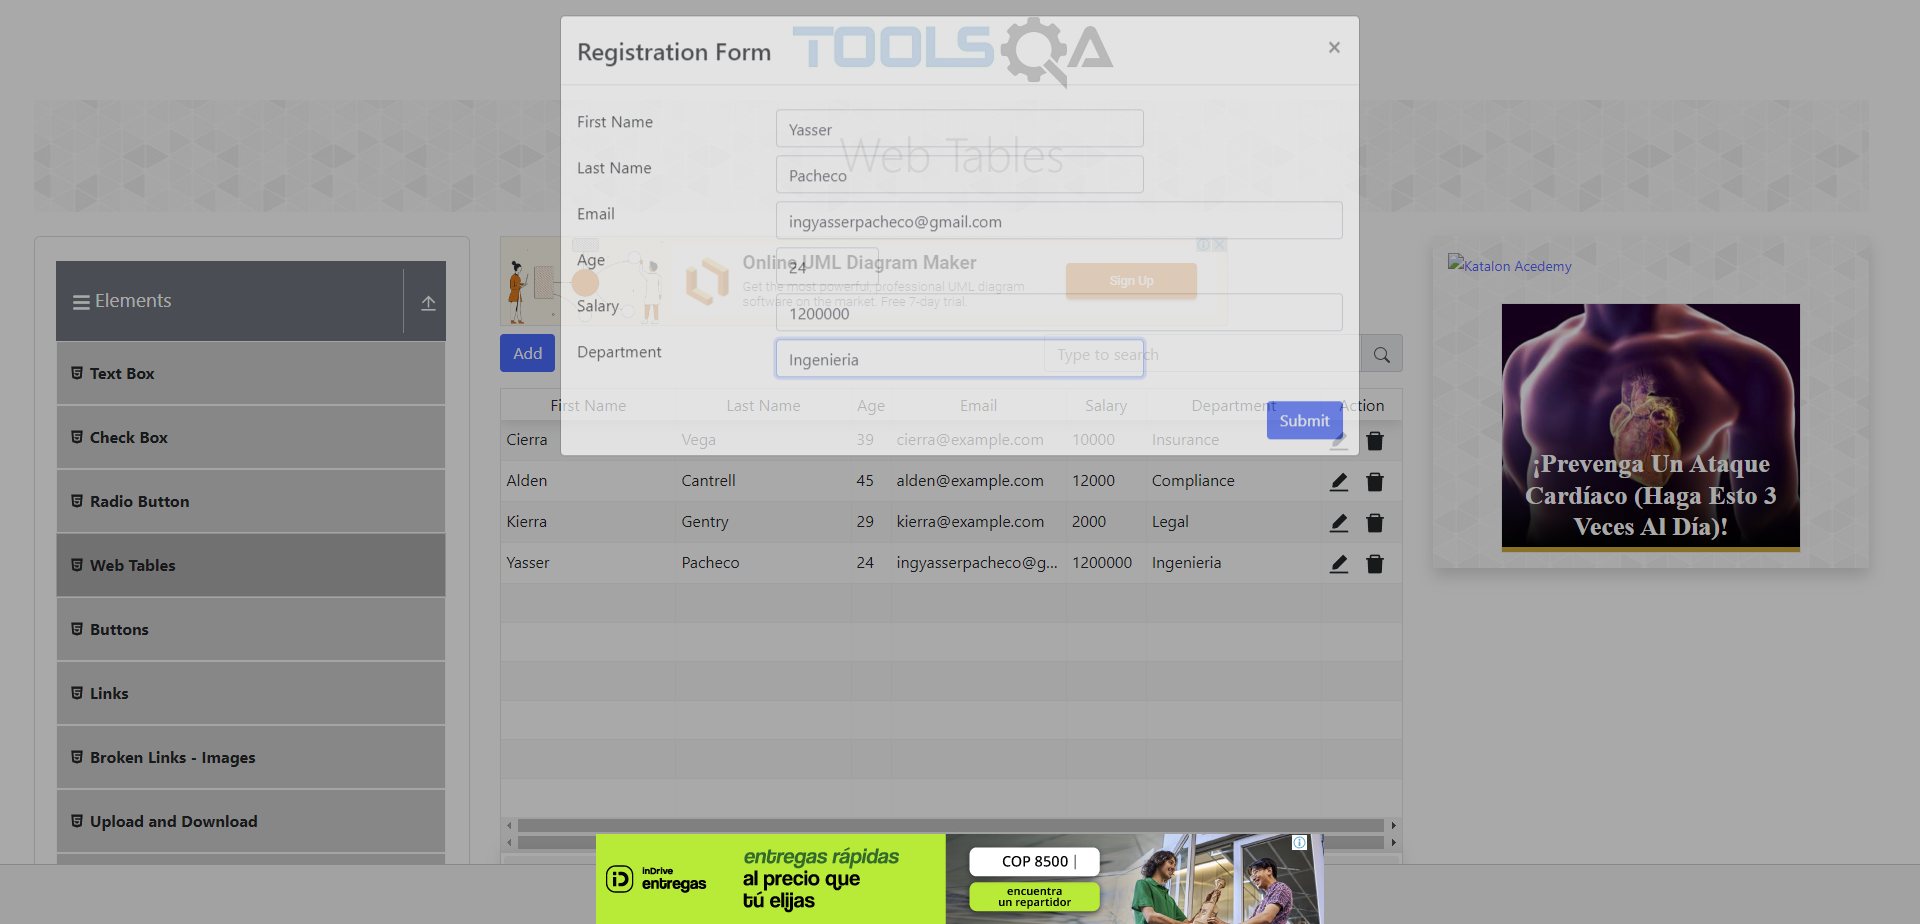 TOOLSQA
Registration Form
×
Web Tables
First Name
Yasser
Last Name
Pacheco
Email
ingyasserpacheco@gmail.com
Age
24
Salary
1200000
Department
Ingenieria
Submit
Elements
Text Box
Check Box
Radio Button
Web Tables
Buttons
Links
Broken Links - Images
Upload and Download
Online UML Diagram Maker
Get the most powerful, professional UML diagram
software on the market. Free 7-day trial.
Sign Up
Add
Type to search
First Name Last Name Age Email Salary Department Action
Cierra Vega 39 cierra@example.com 10000 Insurance
Alden Cantrell 45 alden@example.com 12000 Compliance
Kierra Gentry 29 kierra@example.com 2000 Legal
Yasser Pacheco 24 ingyasserpacheco@g... 1200000 Ingenieria
Katalon Acedemy
¡Prevenga Un Ataque
Cardíaco (Haga Esto 3
Veces Al Día)!
inDrive
entregas
entregas rápidas
al precio que
tú elijas
COP 8500 |
encuentra
un repartidor